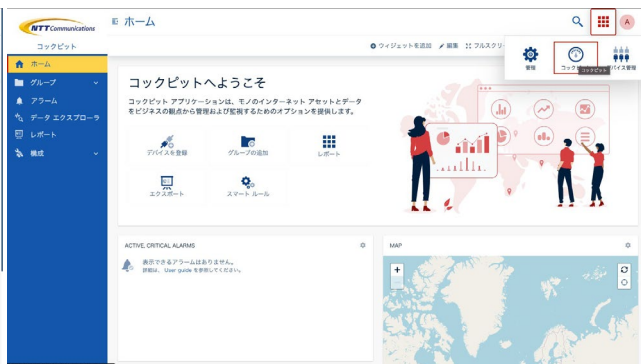 NTT Communications
コックピット
ホーム
グループ
アラーム
データ エクスプローラ
レポート
構成
ホーム
A
ウィジェットを追加
編集
フルスクリー
管理
コックピット
デバイス管理
コックピット
コックピットへようこそ
コックピット アプリケーションは、モノのインターネット アセットとデータ
をビジネスの観点から管理および監視するためのオプションを提供します。
デバイスを登録
グループの追加
レポート
エクスポート
スマート ルール
ACTIVE, CRITICAL ALARMS
表示できるアラームはありません。
詳細は、 User guide を参照してください。
MAP
+